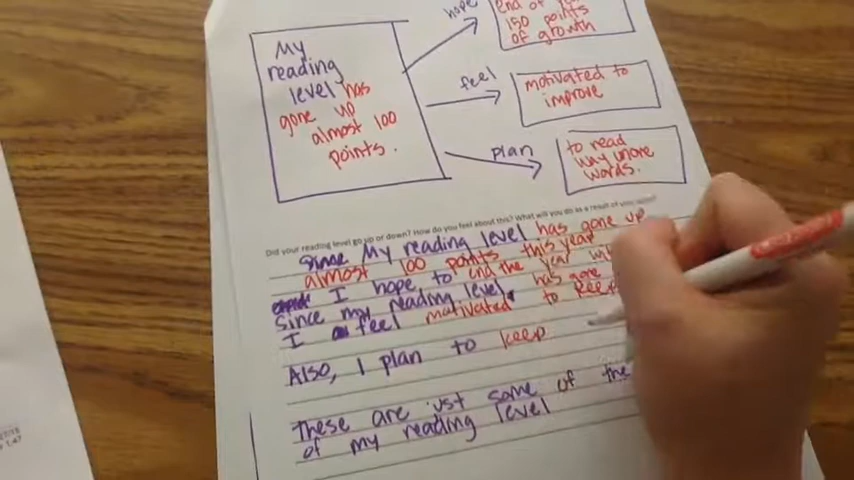 hope
end of
150 points
of growth
My
reading
level has
gone up
almost 100
points.
feel
motivated to
improve
plan
to read
way more
words.
Did your reading level go up or down? How do you feel about this? What will you do as a result of your
since My reading level has gone up
almost 100 points this year
I hope to end the year
since my reading level, has gone
I feel motivated to keep
Also, I plan to keep
These are just some of the
of my reading level